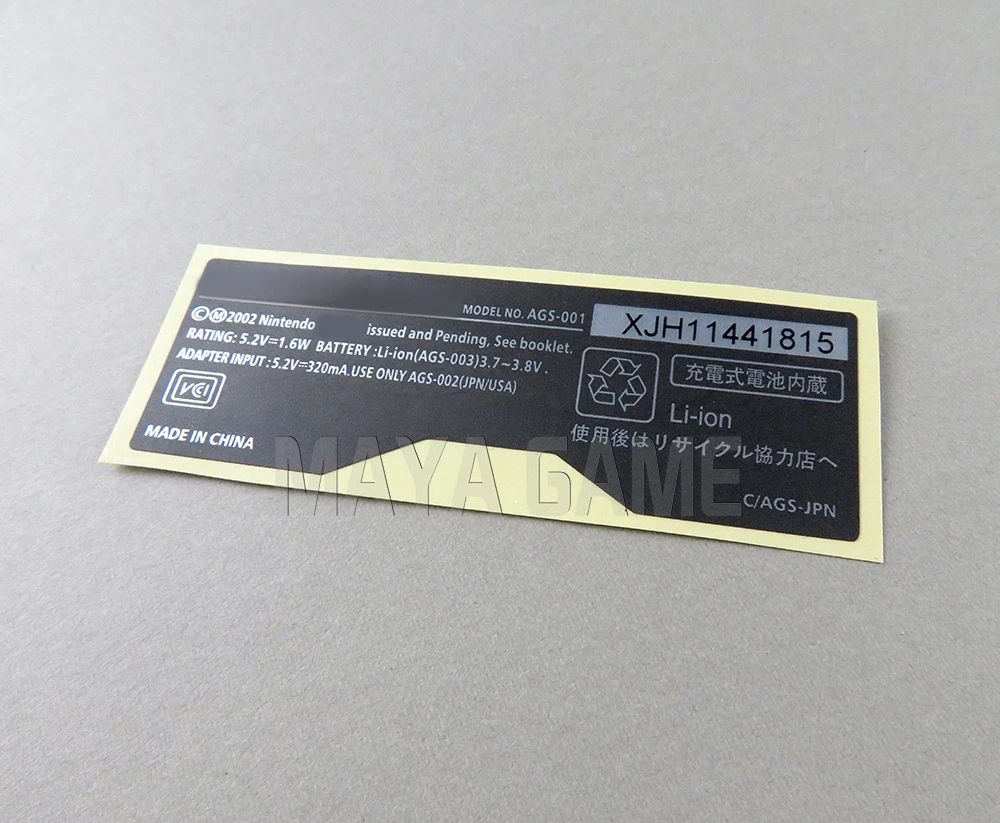 MODEL NO. AGS-001
XJH11441815
©Ⓜ2002 Nintendo issued and Pending, See booklet.
RATING: 5.2V⎓1.6W BATTERY :Li-ion(AGS-003)3.7~3.8V .
ADAPTER INPUT :5.2V⎓320mA.USE ONLY AGS-002(JPN/USA)
VCI
MADE IN CHINA
充電式電池内蔵
Li-ion
使用後はリサイクル協力店へ
C/AGS-JPN
MAYA GAME